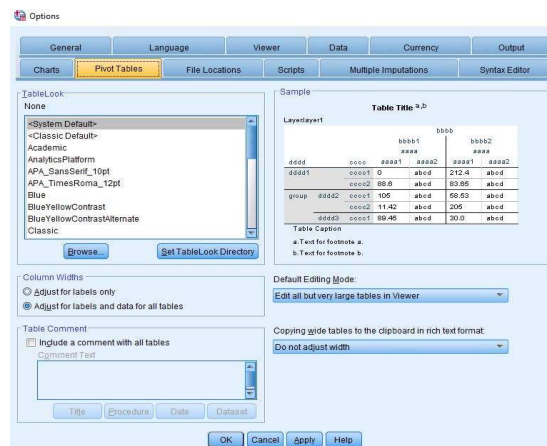 Options
General Language Viewer Data Currency Output
Charts Pivot Tables File Locations Scripts Multiple Imputations Syntax Editor
TableLook
None
<System Default>
<Classic Default>
Academic
AnalyticsPlatform
APA_SansSerif_10pt
APA_TimesRoma_12pt
Blue
BlueYellowContrast
BlueYellowContrastAlternate
Classic
Browse... Set TableLook Directory
Sample
Table Title a,b
Layerlayer1
bbbb
bbbb1 bbbb2
aaaa aaaa
dddd cccc aaaa1 aaaa2 aaaa1 aaaa2
dddd1 cccc1 0 abcd 212.4 abcd
cccc2 88.6 abcd 83.65 abcd
group dddd2 cccc1 105 abcd 58.53 abcd
cccc2 11.42 abcd 205 abcd
dddd3 cccc1 89.45 abcd 30.0 abcd
Table Caption
a.Text for footnote a.
b.Text for footnote b.
Column Widths
Adjust for labels only
Adjust for labels and data for all tables
Default Editing Mode:
Edit all but very large tables in Viewer
Table Comment
Include a comment with all tables
Comment Text
Title Procedure Date Dataset
Copying wide tables to the clipboard in rich text format:
Do not adjust width
OK Cancel Apply Help